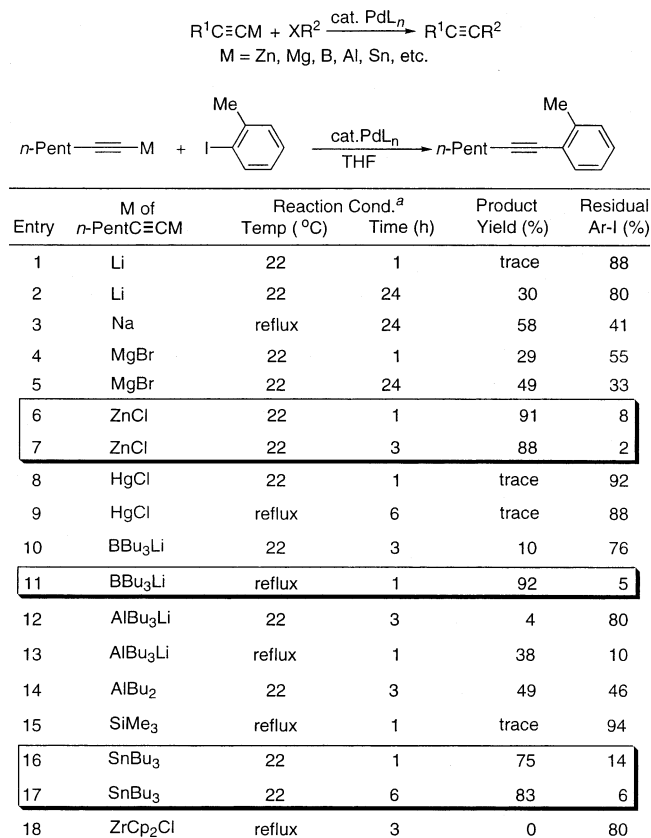 R¹C≡CM + XR² cat. PdLₙ R¹C≡CR²
M = Zn, Mg, B, Al, Sn, etc.
Me Me
n-Pent M + I cat.PdLₙ n-Pent
THF
M of Reaction Cond.ᵃ Product Residual
Entry n-PentC≡CM Temp (°C) Time (h) Yield (%) Ar-I (%)
1 Li 22 1 trace 88
2 Li 22 24 30 80
3 Na reflux 24 58 41
4 MgBr 22 1 29 55
5 MgBr 22 24 49 33
6 ZnCl 22 1 91 8
7 ZnCl 22 3 88 2
8 HgCl 22 1 trace 92
9 HgCl reflux 6 trace 88
10 BBu₃Li 22 3 10 76
11 BBu₃Li reflux 1 92 5
12 AlBu₃Li 22 3 4 80
13 AlBu₃Li reflux 1 38 10
14 AlBu₂ 22 3 49 46
15 SiMe₃ reflux 1 trace 94
16 SnBu₃ 22 1 75 14
17 SnBu₃ 22 6 83 6
18 ZrCp₂Cl reflux 3 0 80